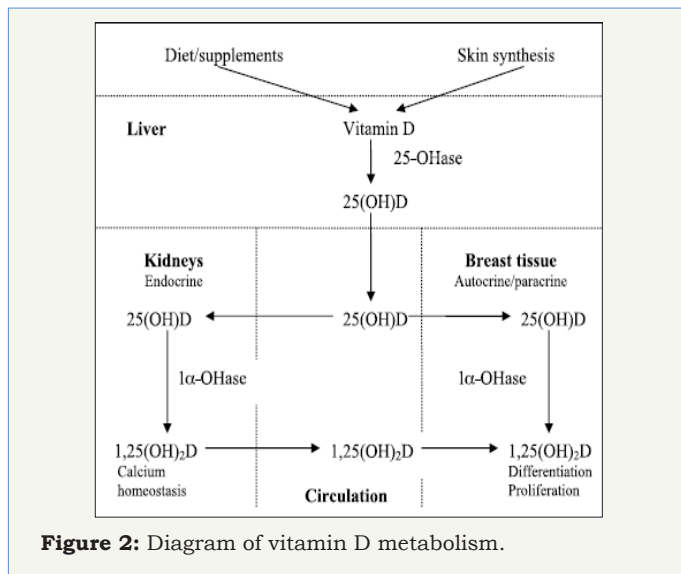 Diet/supplements Skin synthesis
Liver Vitamin D
25-OHase
25(OH)D
Kidneys Breast tissue
Endocrine Autocrine/paracrine
25(OH)D 25(OH)D 25(OH)D
1α-OHase 1α-OHase
1,25(OH)₂D 1,25(OH)₂D 1,25(OH)₂D
Calcium Differentiation
homeostasis Proliferation
Circulation
Figure 2: Diagram of vitamin D metabolism.